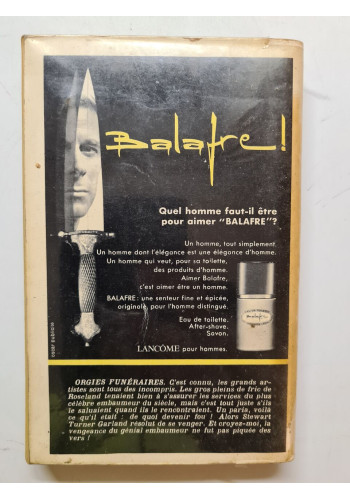 Balafre!
Quel homme faut-il être
pour aimer "BALAFRE"?
Un homme, tout simplement.
Un homme dont l'élégance est une élégance d'homme.
Un homme qui veut, pour sa toilette,
des produits d'homme.
Aimer Balafre,
c'est aimer être un homme.
BALAFRE: une senteur fine et épicée,
originale, pour l'homme distingué.
Eau de toilette.
After-shave.
Savon.
LANCÔME pour hommes.
Balafre!
ORGIES FUNÉRAIRES. C'est connu, les grands ar-
tistes sont tous des incompris. Les gros pleins de fric de
Roseland tenaient bien à s'assurer les services du plus
célèbre embaumeur du siècle, mais c'est tout juste s'ils
le saluaient quand ils le rencontraient. Un paria, voilà
ce qu'il était : de quoi devenir fou ! Alors Stewart
Turner Garland résolut de se venger. Et croyez-moi, la
vengeance du génial embaumeur ne fut pas piquée des
vers !